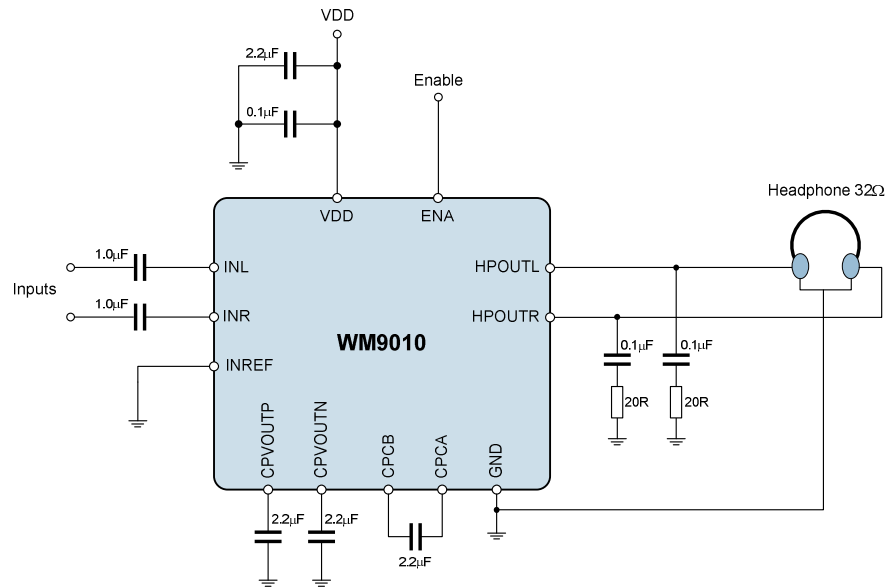 VDD
2.2µF
Enable
0.1µF
Headphone 32Ω
VDD
ENA
1.0µF
INL
HPOUTL
Inputs
1.0µF
INR
HPOUTR
WM9010
0.1µF
0.1µF
INREF
20R
20R
CPVOUTP
CPVOUTN
CPCB
CPCA
GND
2.2µF
2.2µF
2.2µF